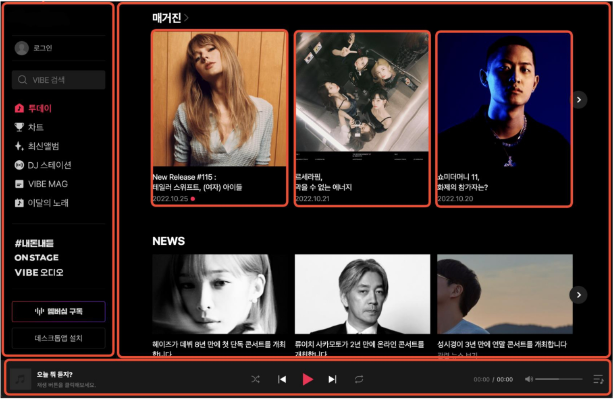 로그인
VIBE 검색
투데이
차트
최신앨범
DJ 스테이션
VIBE MAG
이달의 노래
#내돈내듣
ON STAGE
VIBE 오디오
멤버십 구독
데스크톱앱 설치
매거진
New Release #115 :
테일러 스위프트, (여자) 아이들
2022.10.25
르세라핌,
꺾을 수 없는 에너지
2022.10.21
쇼미더머니 11,
화제의 참가자는?
2022.10.20
NEWS
헤이즈가 데뷔 8년 만에 첫 단독 콘서트를 개최
합니다
류이치 사카모토가 2년 만에 온라인 콘서트를 개최
합니다
성시경이 3년 만에 연말 콘서트를 개최합니다
관련 뉴스 보기
오늘 뭐 듣지?
재생 버튼을 클릭해보세요.
00:00 / 00:00